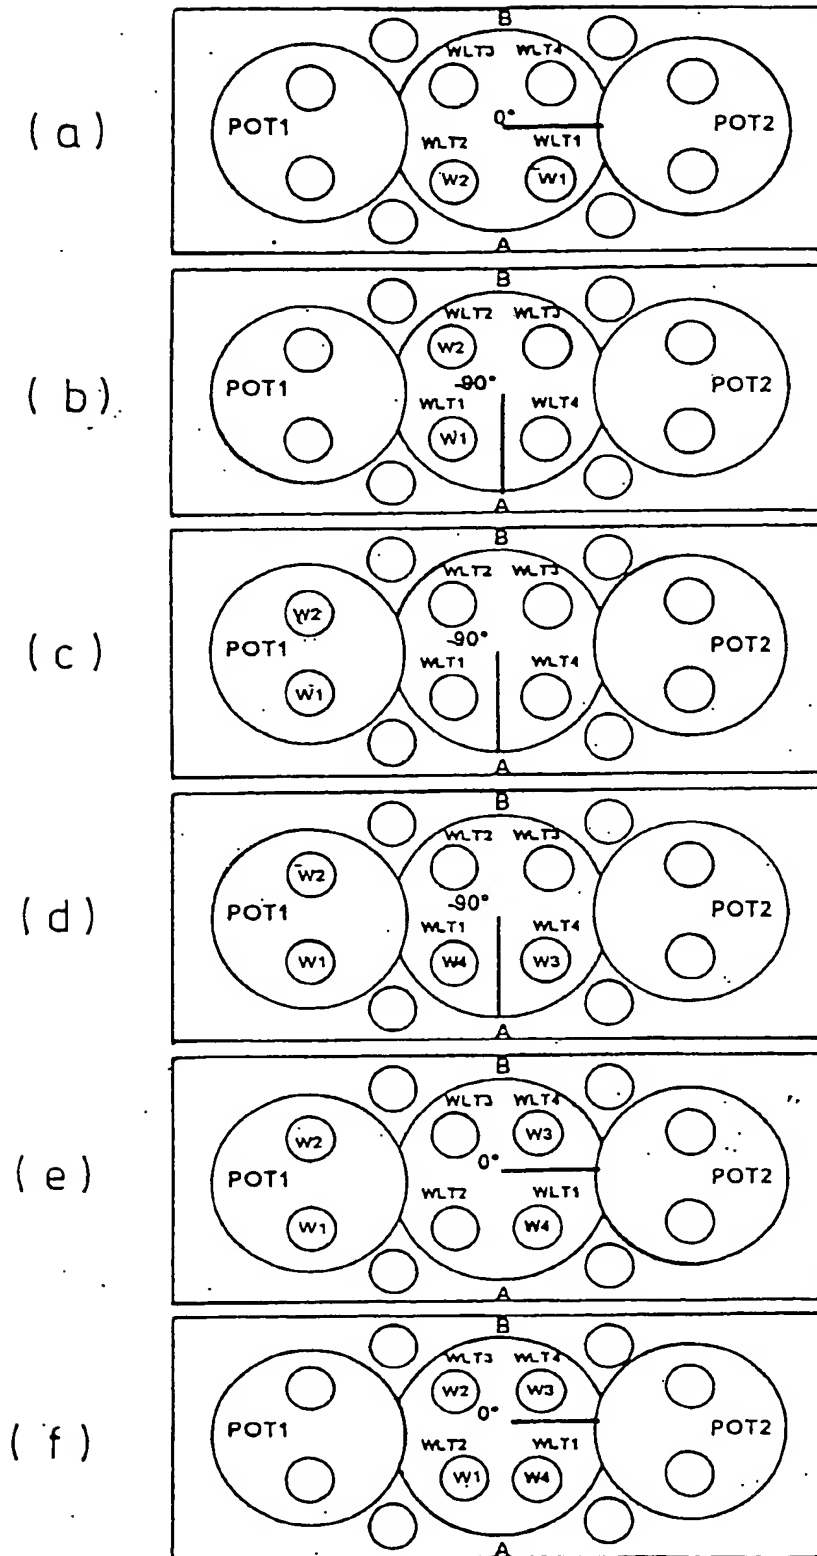 (a)
B
WLT3 WLT4
POT1 0° POT2
WLT2 WLT1
W2 W1
A
(b)
B
WLT2 WLT3
W2
POT1 -90° POT2
WLT1 WLT4
W1
A
(c)
B
WLT2 WLT3
W2
POT1 -90° POT2
WLT1 WLT4
W1
A
(d)
B
WLT2 WLT3
W2
POT1 -90° POT2
WLT1 WLT4
W1 W4 W3
A
(e)
B
WLT3 WLT4
W2 W3
POT1 0° POT2
WLT2 WLT1
W1 W4
A
(f)
B
WLT3 WLT4
W2 W3
POT1 0° POT2
WLT2 WLT1
W1 W4
A